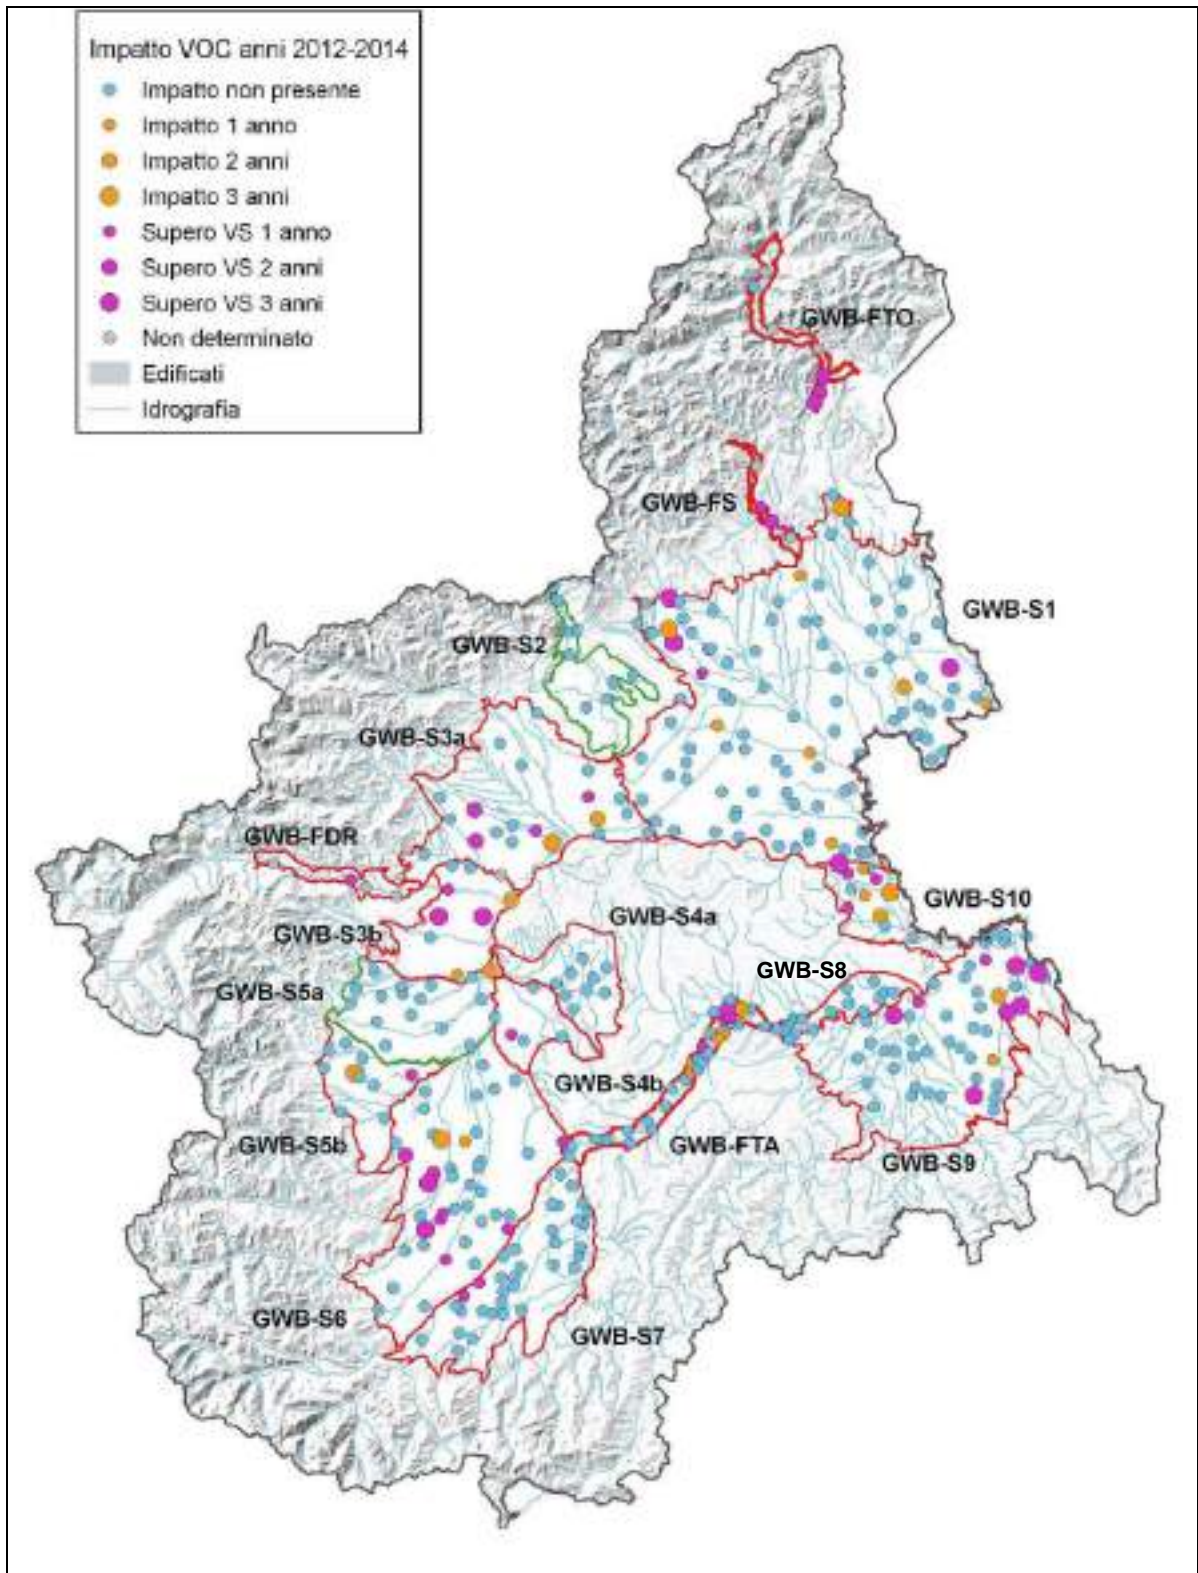 Impatto VOC anni 2012-2014
Impatto non presente
Impatto 1 anno
Impatto 2 anni
Impatto 3 anni
Supero VS 1 anno
Supero VS 2 anni
Supero VS 3 anni
Non determinato
Edificati
Idrografia
GWB-FTO
GWB-FS
GWB-S1
GWB-S2
GWB-S3a
GWB-FDR
GWB-S10
GWB-S4a
GWB-S3b
GWB-S8
GWB-S5a
GWB-S4b
GWB-S5b
GWB-FTA
GWB-S9
GWB-S6
GWB-S7